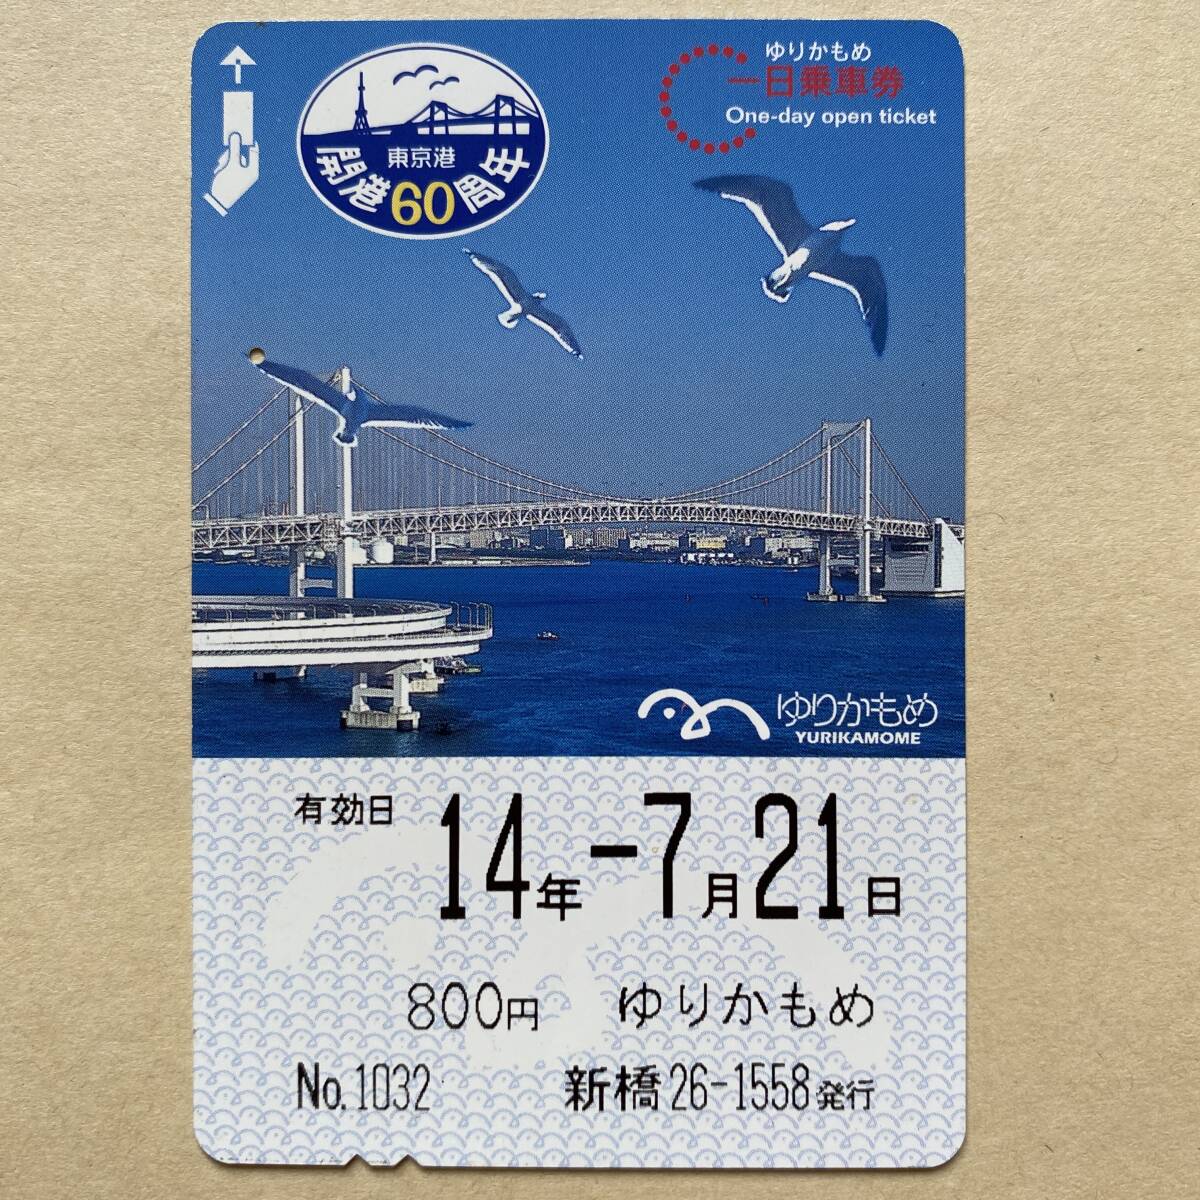 ゆりかもめ
一日乗車券
One-day open ticket
東京港
開港60周年
ゆりかもめ
YURIKAMOME
有効日 14年-7月21日
800円 ゆりかもめ
No.1032 新橋26-1558発行